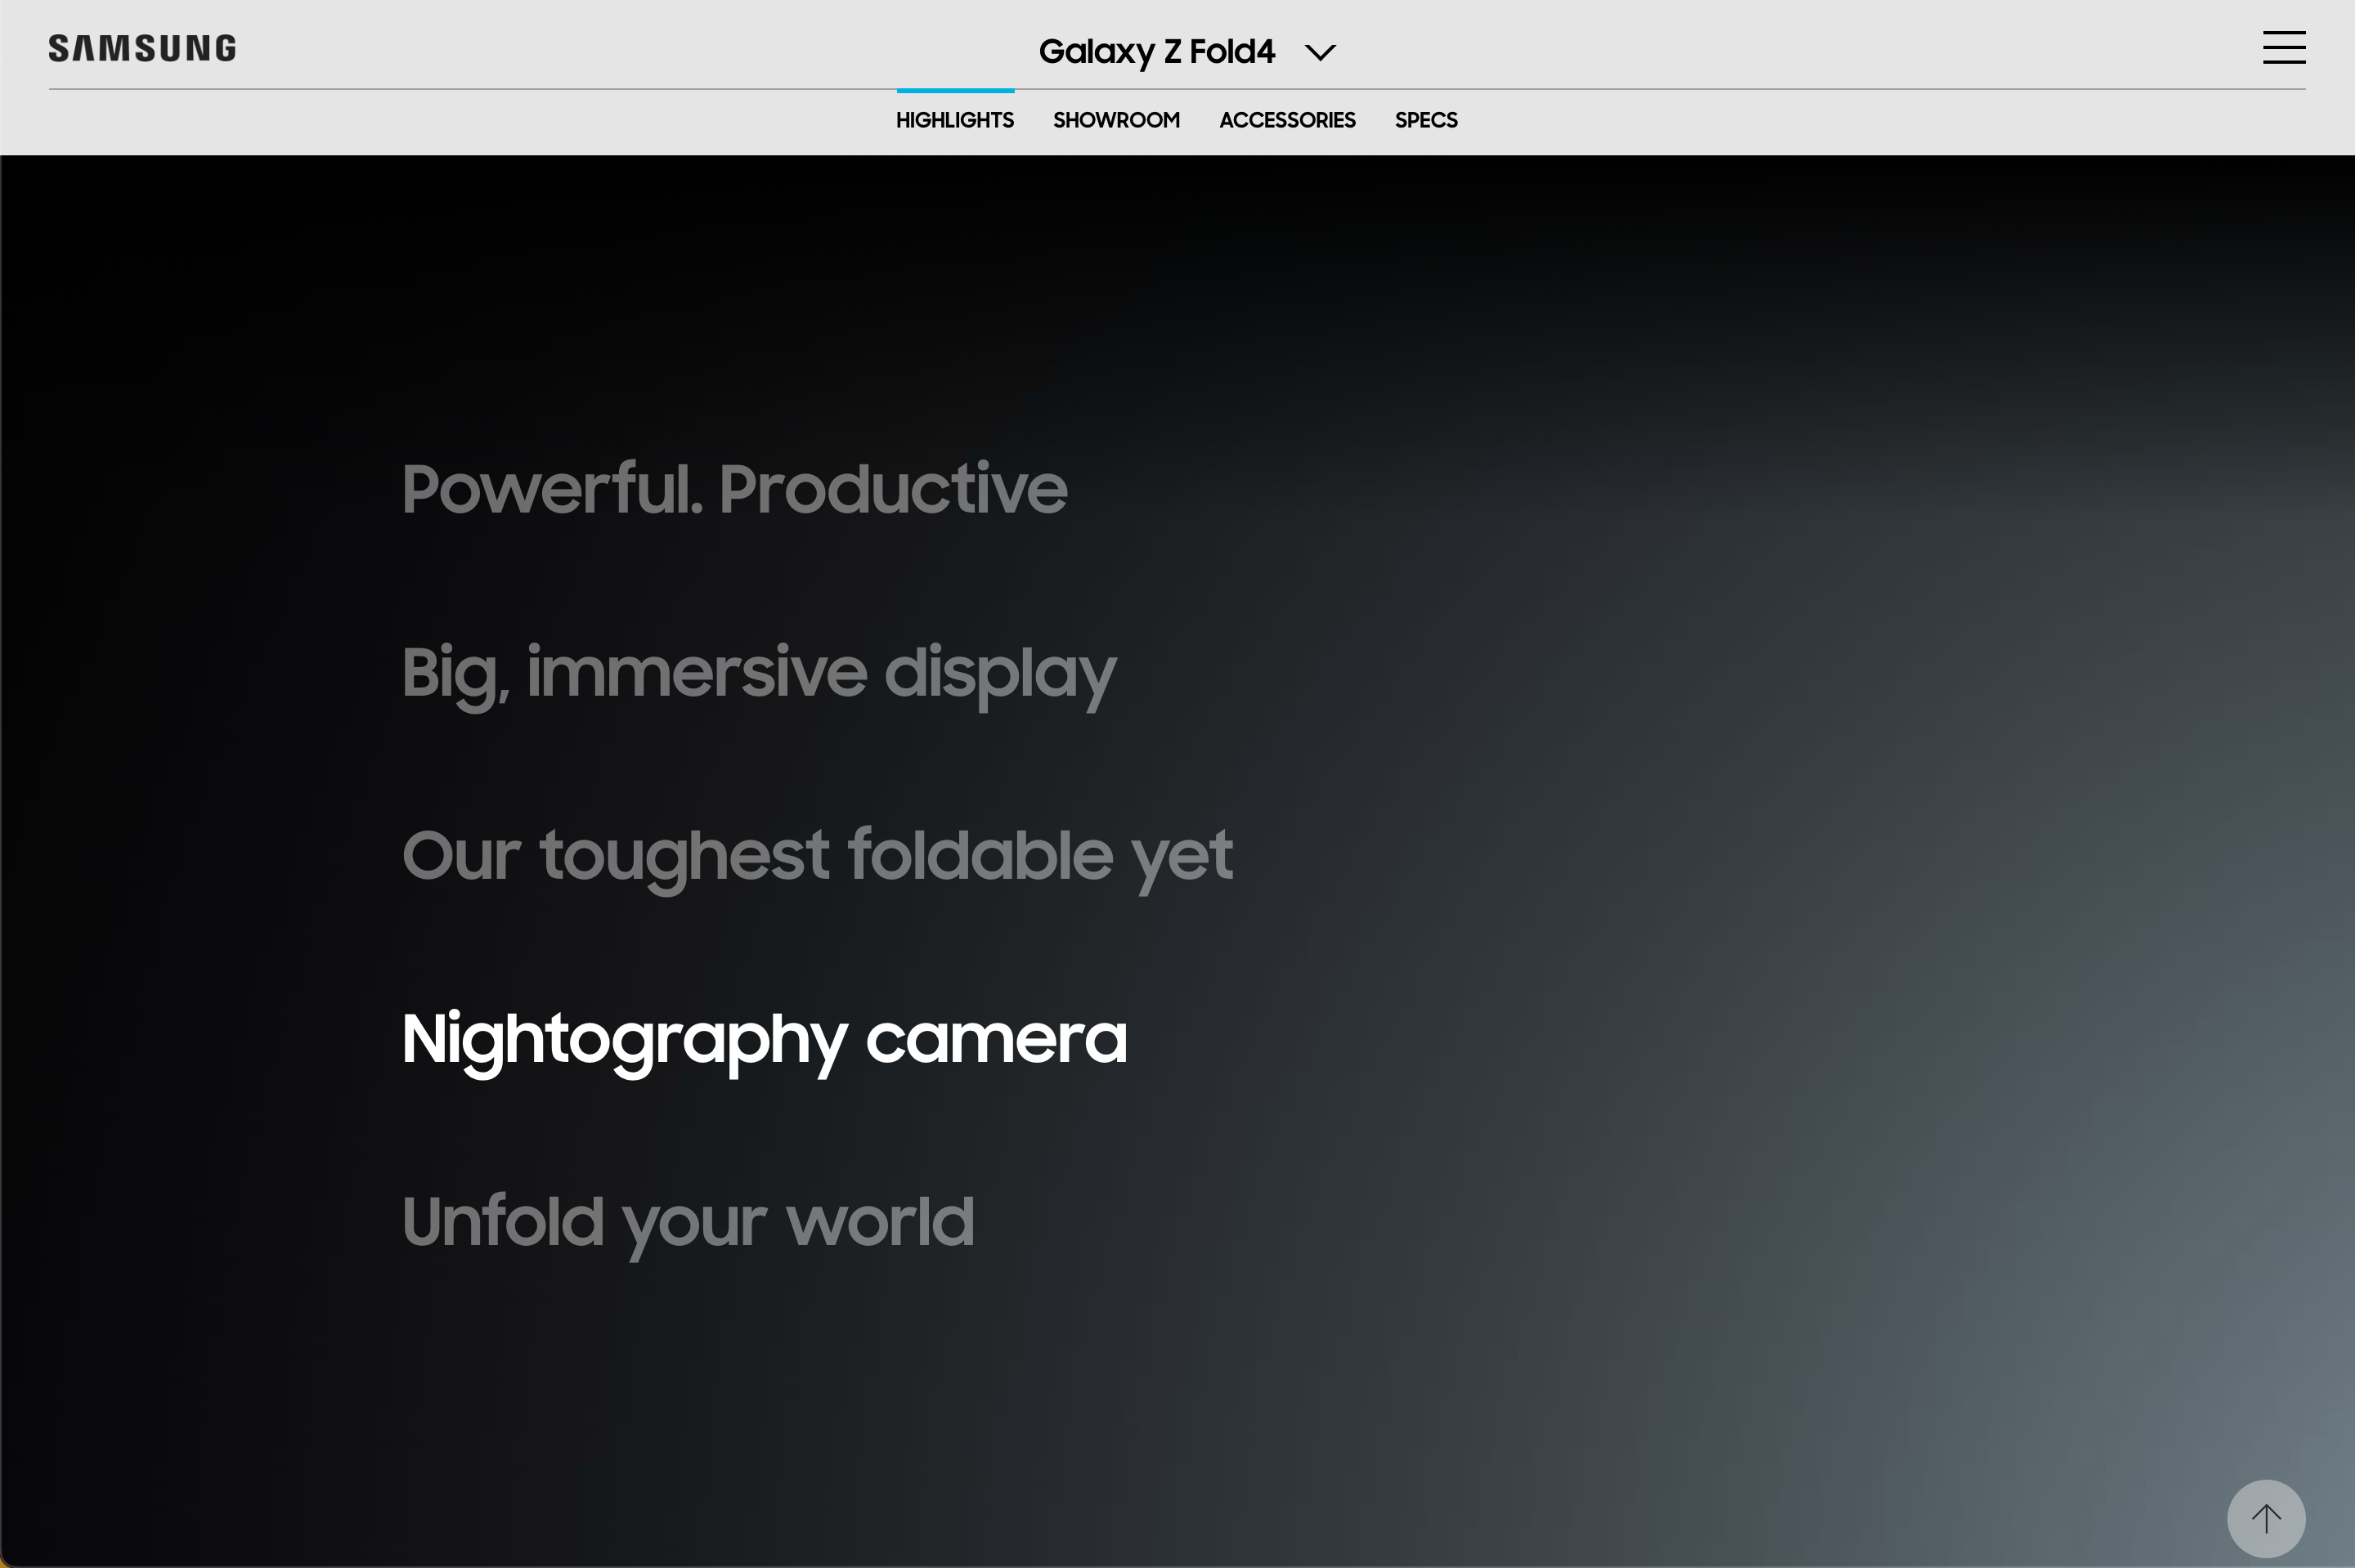 SAMSUNG
Galaxy Z Fold4
HIGHLIGHTS SHOWROOM ACCESSORIES SPECS
Powerful. Productive
Big, immersive display
Our toughest foldable yet
Nightography camera
Unfold your world